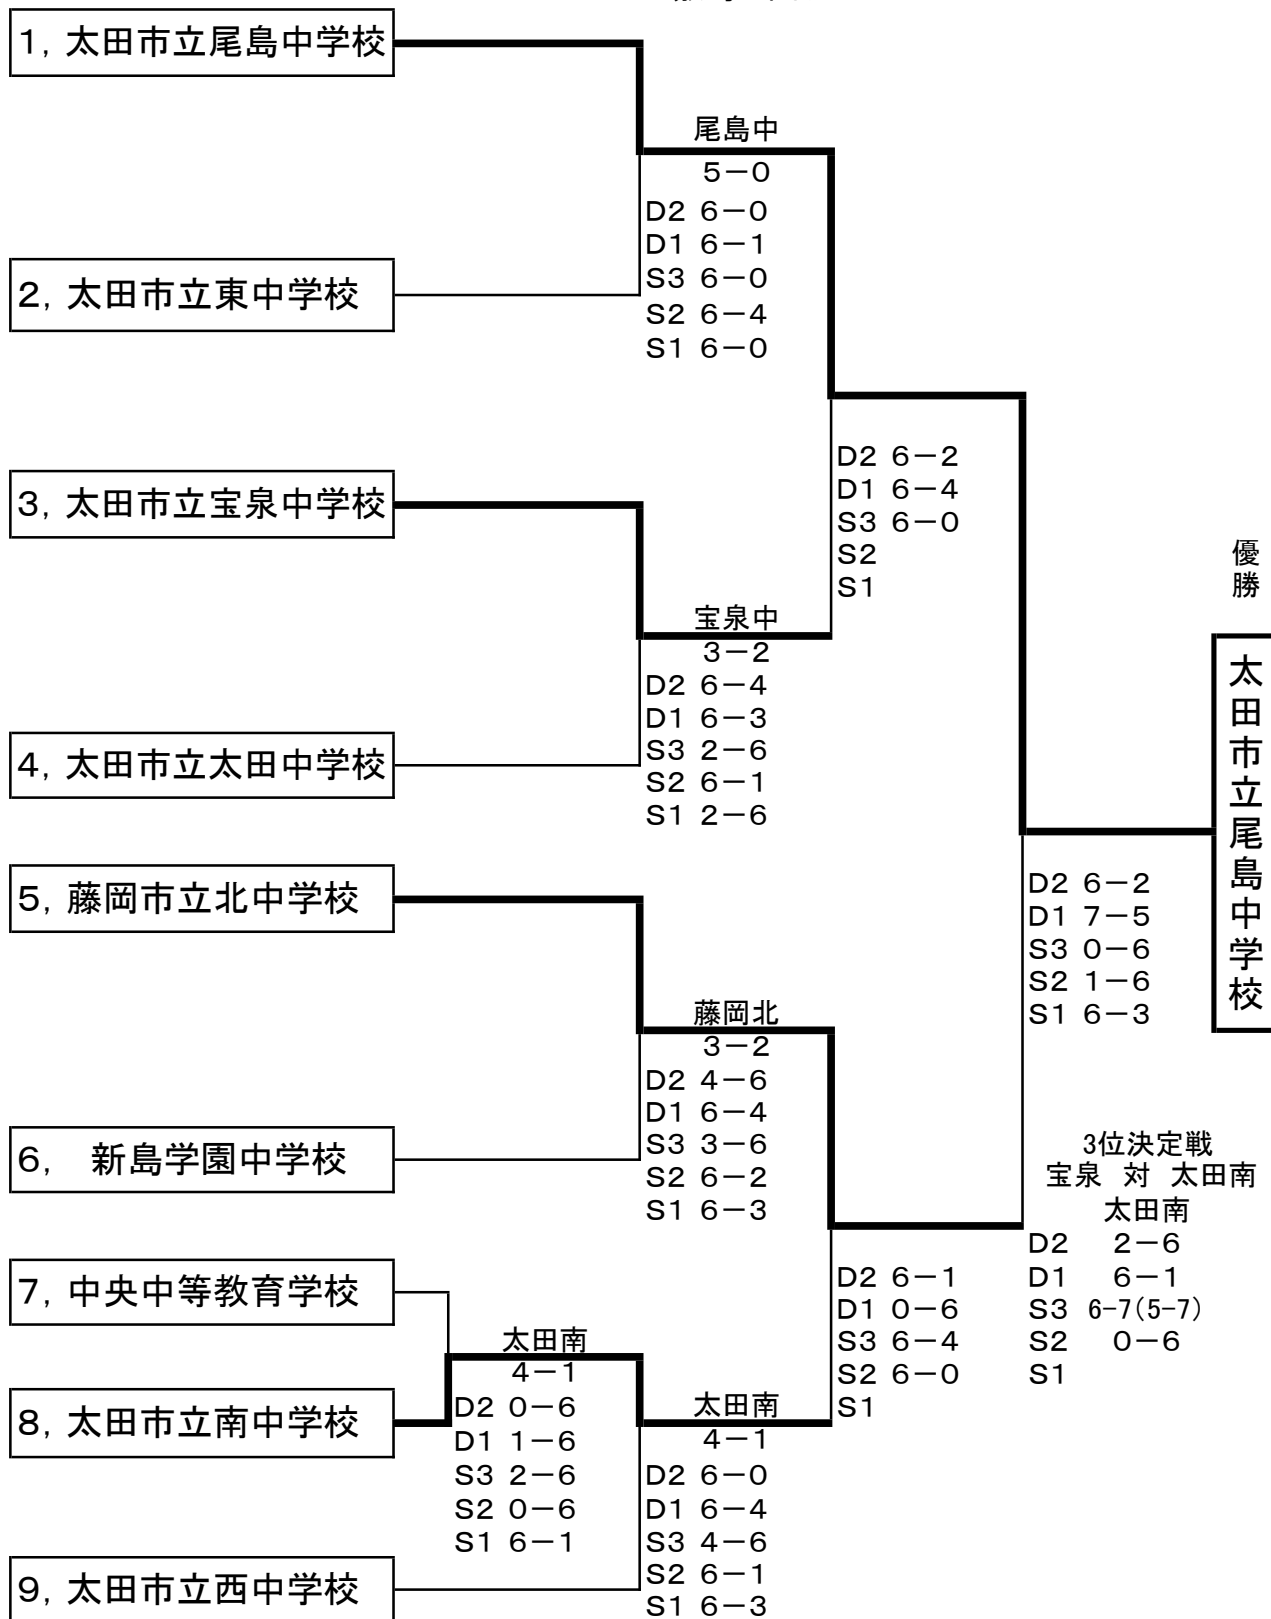 1, 太田市立尾島中学校
尾島中
5－0
D2 6－0
D1 6－1
S3 6－0
S2 6－4
S1 6－0
2, 太田市立東中学校
D2 6－2
D1 6－4
S3 6－0
S2
S1
3, 太田市立宝泉中学校
宝泉中
3－2
D2 6－4
D1 6－3
S3 2－6
S2 6－1
S1 2－6
4, 太田市立太田中学校
優勝
太田市立尾島中学校
D2 6－2
D1 7－5
S3 0－6
S2 1－6
S1 6－3
5, 藤岡市立北中学校
藤岡北
3－2
D2 4－6
D1 6－4
S3 3－6
S2 6－2
S1 6－3
6,　新島学園中学校
3位決定戦
宝泉　対　太田南
太田南
D2 2－6
D1 6－1
S3 6-7(5-7)
S2 0－6
S1
D2 6－1
D1 0－6
S3 6－4
S2 6－0
S1
7, 中央中等教育学校
太田南
4－1
D2 0－6
D1 1－6
S3 2－6
S2 0－6
S1 6－1
8, 太田市立南中学校
太田南
4－1
D2 6－0
D1 6－4
S3 4－6
S2 6－1
S1 6－3
9, 太田市立西中学校